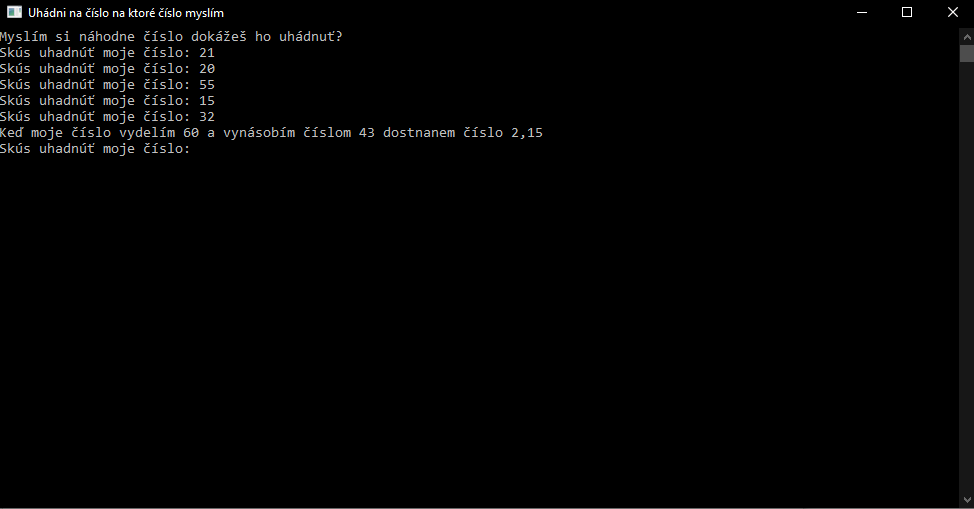 Uhádni na číslo na ktoré číslo myslím
Myslím si náhodne číslo dokážeš ho uhádnuť?
Skús uhadnúť moje číslo: 21
Skús uhadnúť moje číslo: 20
Skús uhadnúť moje číslo: 55
Skús uhadnúť moje číslo: 15
Skús uhadnúť moje číslo: 32
Keď moje číslo vydelím 60 a vynásobím číslom 43 dostnanem číslo 2,15
Skús uhadnúť moje číslo: